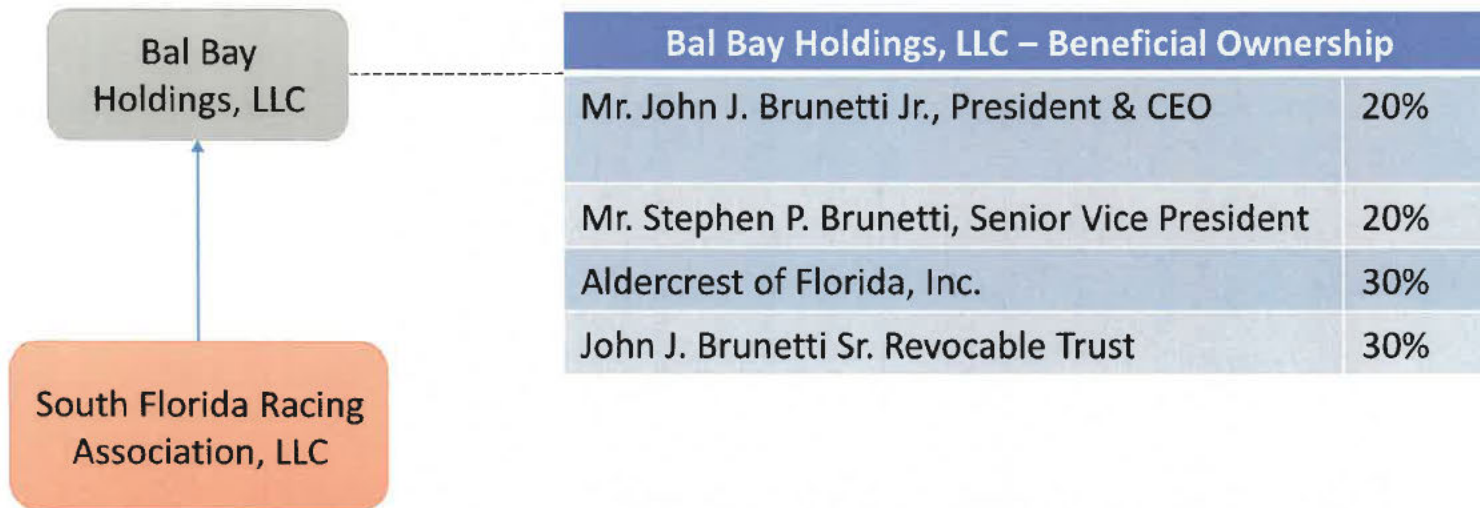 Bal Bay
Holdings, LLC
Bal Bay Holdings, LLC – Beneficial Ownership
Mr. John J. Brunetti Jr., President & CEO 20%
Mr. Stephen P. Brunetti, Senior Vice President 20%
Aldercrest of Florida, Inc. 30%
John J. Brunetti Sr. Revocable Trust 30%
South Florida Racing
Association, LLC